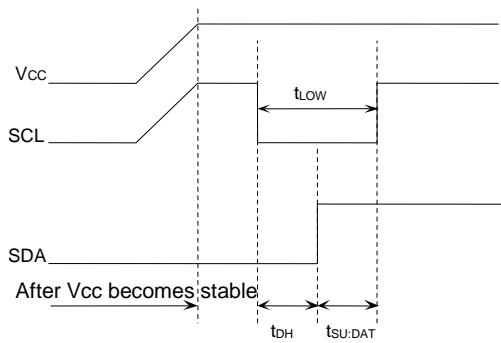 Vcc
tLOW
SCL
SDA
After Vcc becomes stable
tDH
tSU:DAT